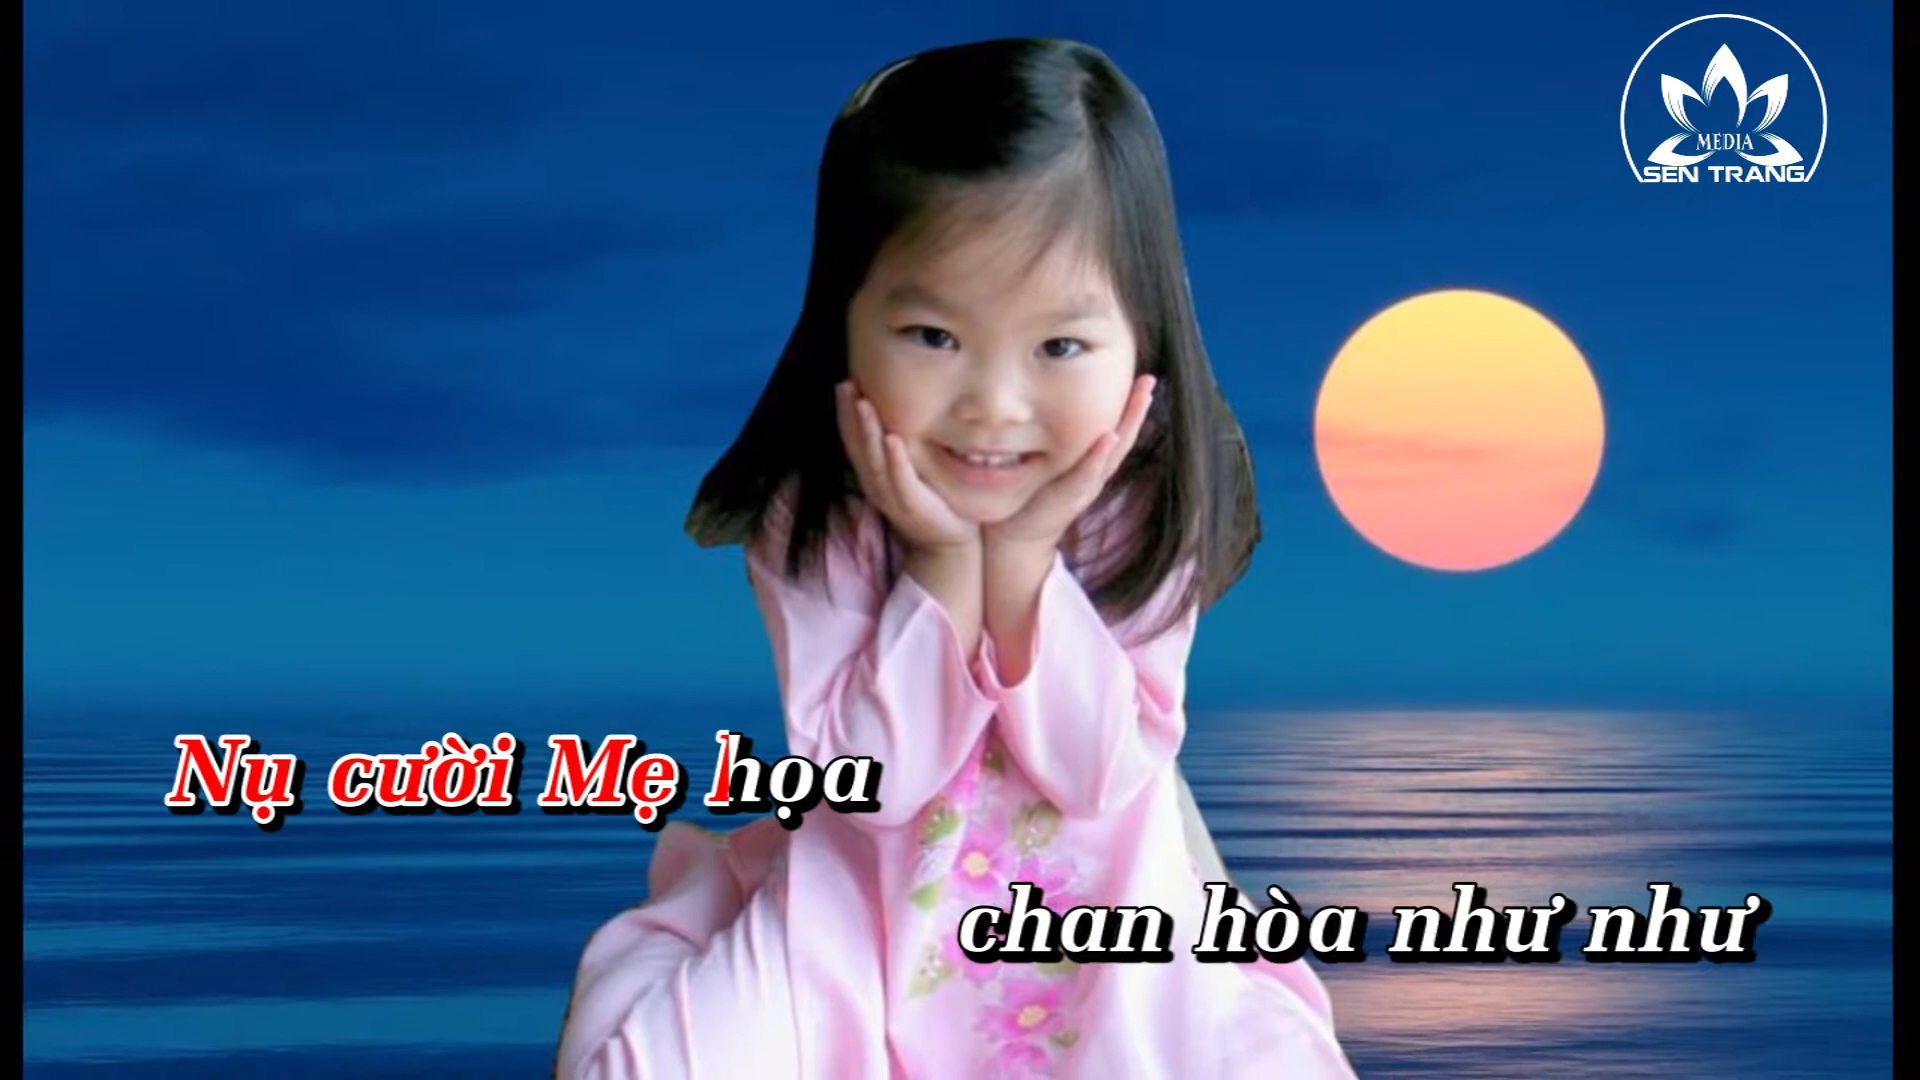 MEDIA
SEN TRANG
Nụ cười Mẹ họa
chan hòa như như